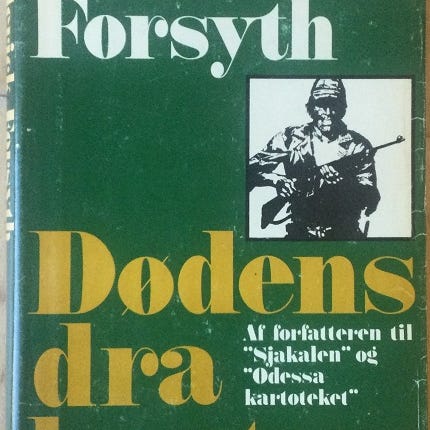 Forsyth
Dødens
Af forfatteren til
"Sjakalen" og
"Odessa
kartoteket"
dra